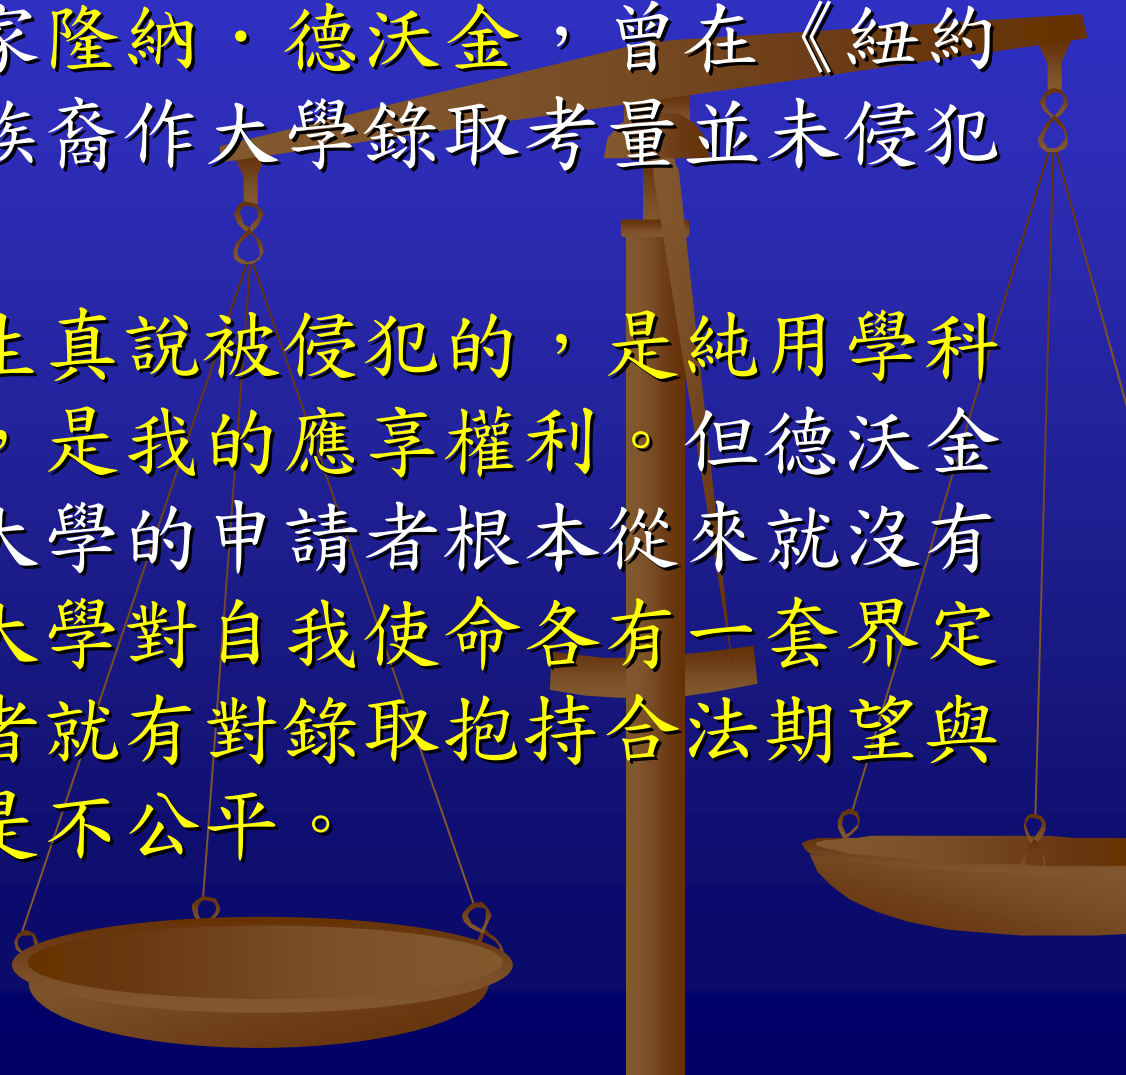 家隆納‧德沃金，曾在《紐約
族裔作大學錄取考量並未侵犯
生真說被侵犯的，是純用學科
，是我的應享權利。但德沃金
大學的申請者根本從來就沒有
大學對自我使命各有一套界定
者就有對錄取抱持合法期望與
是不公平。